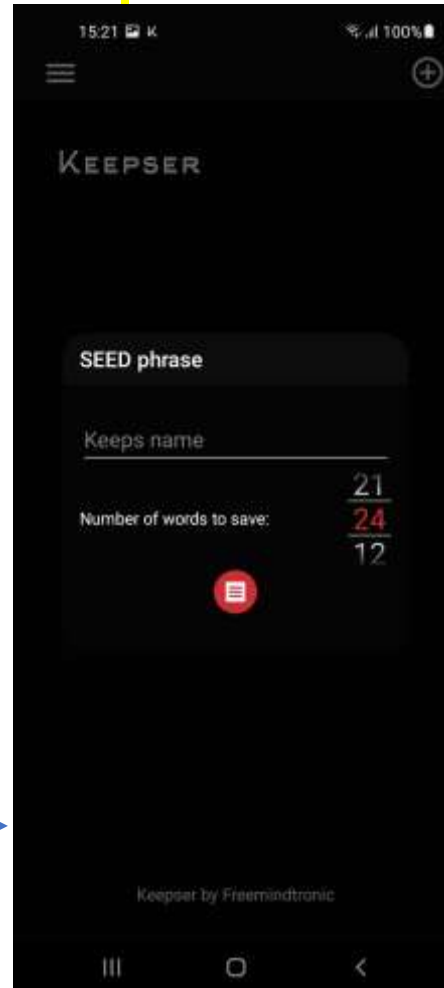 15:21 K 100%
KEEPSER
SEED phrase
Keeps name
21
Number of words to save: 24
12
Keepser by Freemindtronic